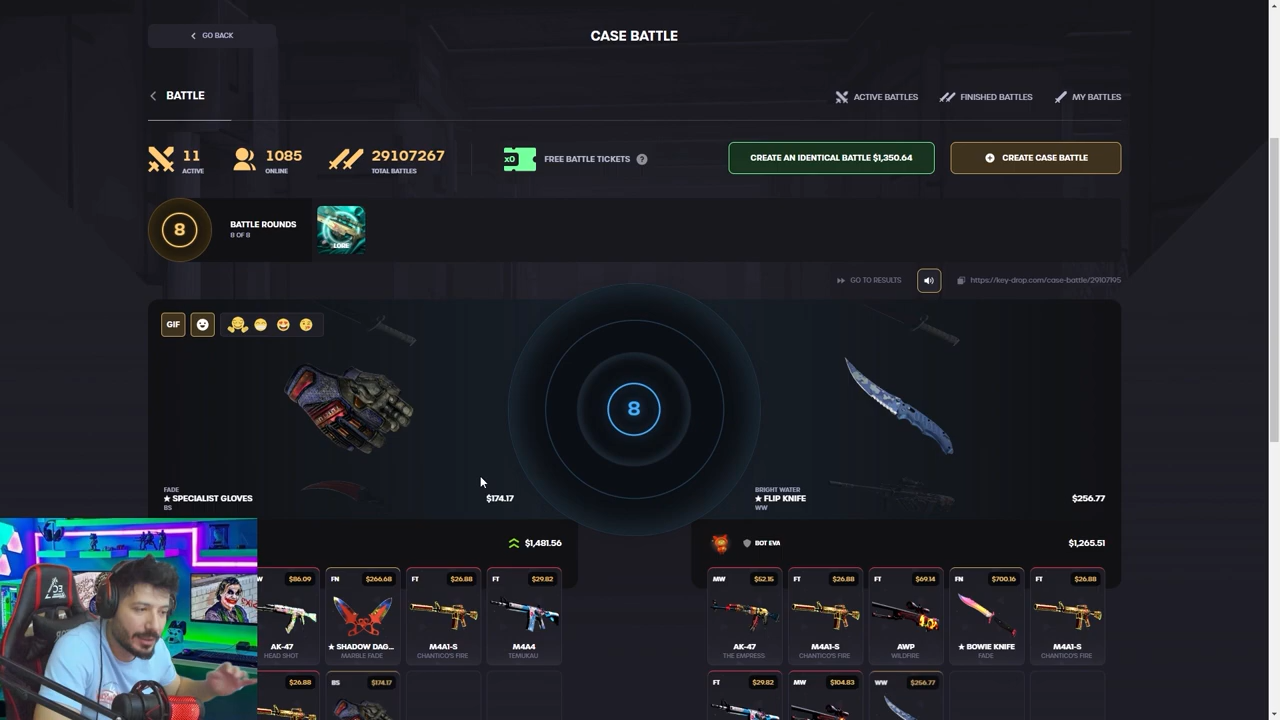 GO BACK
CASE BATTLE
BATTLE
ACTIVE BATTLES
FINISHED BATTLES
MY BATTLES
11
ACTIVE
1085
ONLINE
29107267
TOTAL BATTLES
x0
FREE BATTLE TICKETS ?
CREATE AN IDENTICAL BATTLE $1,350.64
CREATE CASE BATTLE
8
BATTLE ROUNDS
8 OF 8
LORE
GO TO RESULTS
https://key-drop.com/case-battle/29107195
GIF
8
FADE
★ SPECIALIST GLOVES
BS
$174.17
BRIGHT WATER
★ FLIP KNIFE
WW
$256.77
$1,481.56
BOT EVA
$1,265.51
$86.09
AK-47
HEAD SHOT
FN
$266.68
★ SHADOW DAG...
MARBLE FADE
FT
$26.88
M4A1-S
CHANTICO'S FIRE
FT
$29.82
M4A4
TEMUKAU
MW
$52.15
AK-47
THE EMPRESS
FT
$26.88
M4A1-S
CHANTICO'S FIRE
FT
$69.14
AWP
WILDFIRE
FN
$700.16
★ BOWIE KNIFE
FADE
FT
$26.88
M4A1-S
CHANTICO'S FIRE
$26.88
BS
$174.17
FT
$29.82
MW
$104.83
WW
$256.77